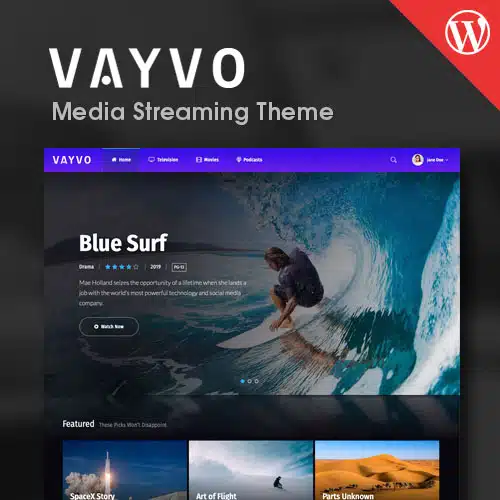 VAYVO
Media Streaming Theme
VAYVO Home Television Movies Podcasts Jane Doe
Blue Surf
Drama 2019 PG-13
Mae Holland seizes the opportunity of a lifetime when she lands a
job with the world's most powerful technology and social media
company.
Watch Now
Featured These Picks Won't Disappoint
SpaceX Story Art of Flight Parts Unknown